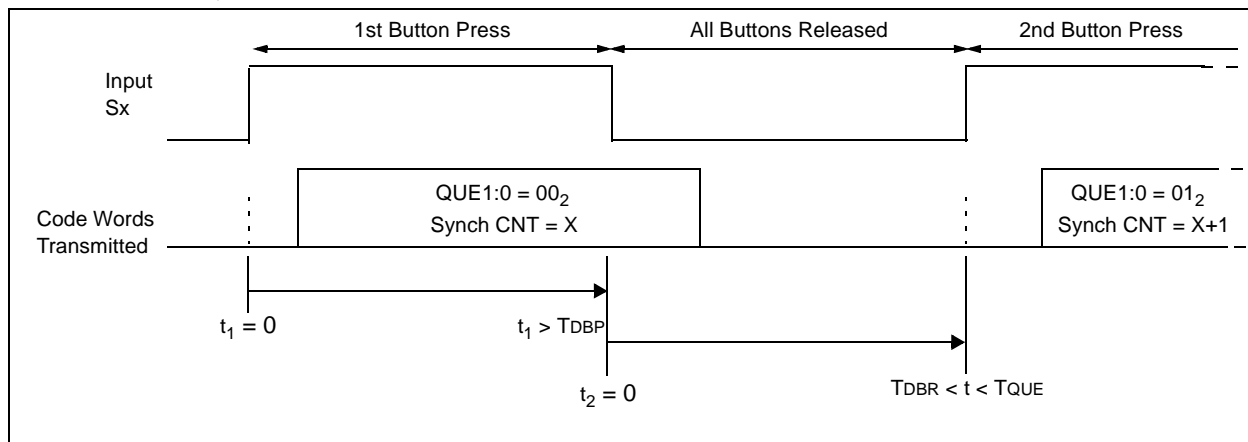 1st Button Press
All Buttons Released
2nd Button Press
Input
Sx
QUE1:0 = 00₂
Synch CNT = X
QUE1:0 = 01₂
Synch CNT = X+1
Code Words
Transmitted
t₁ = 0
t₁ > TDBP
t₂ = 0
TDBR < t < TQUE